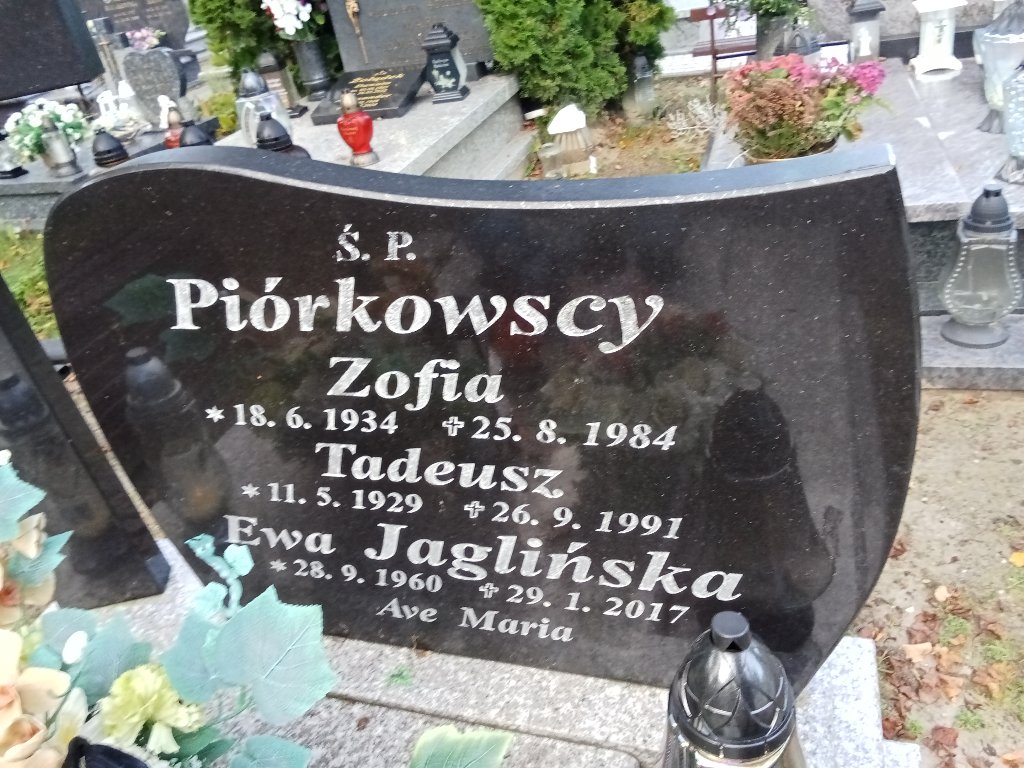 Ś. P.
Piórkowscy
Zofia
* 18. 6. 1934 ✝ 25. 8. 1984
Tadeusz
* 11. 5. 1929 ✝ 26. 9. 1991
Ewa Jaglińska
* 28. 9. 1960 ✝ 29. 1. 2017
Ave Maria